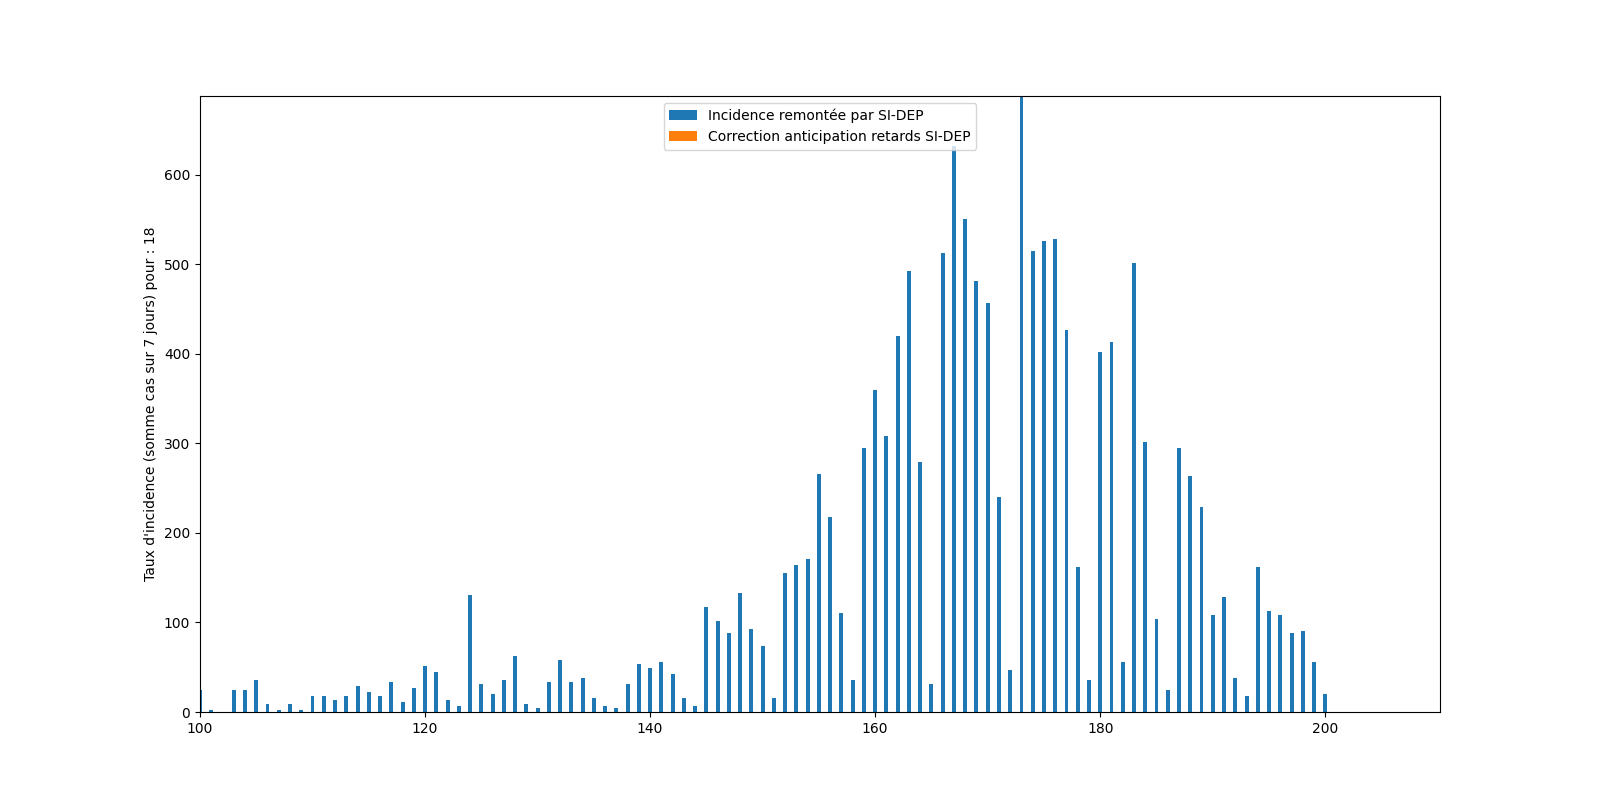 Incidence remontée par SI-DEP
Correction anticipation retards SI-DEP
Taux d'incidence (somme cas sur 7 jours) pour : 18
600
500
400
300
200
100
0
100 120 140 160 180 200